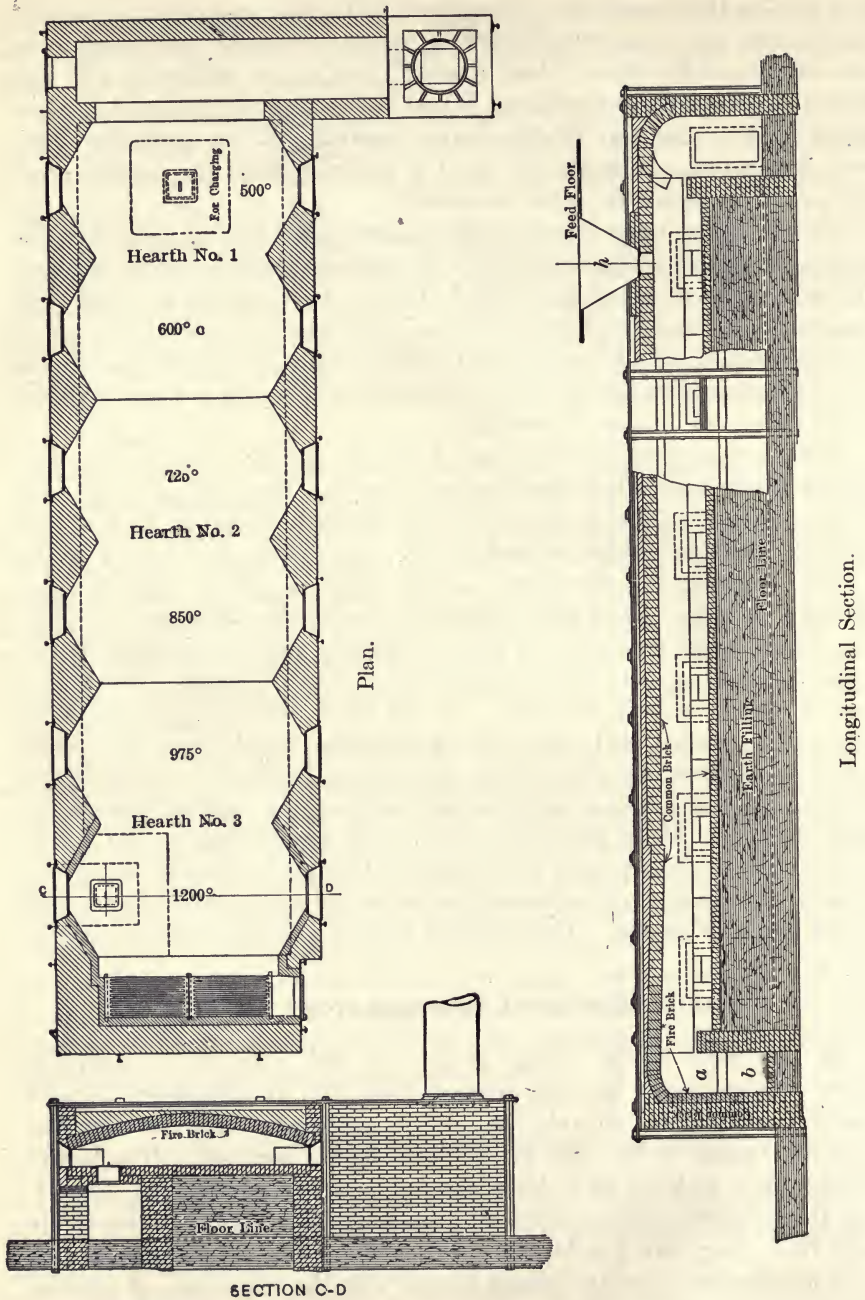 For Charging
500°
Hearth No. 1
600° C
720°
Hearth No. 2
850°
975°
Hearth No. 3
C
1200°
D
Plan.
Fire Brick
Floor Line
SECTION C-D
Feed Floor
h
Floor Line
Earth Filling
Common Brick
Fire Brick
a
b
Longitudinal Section.